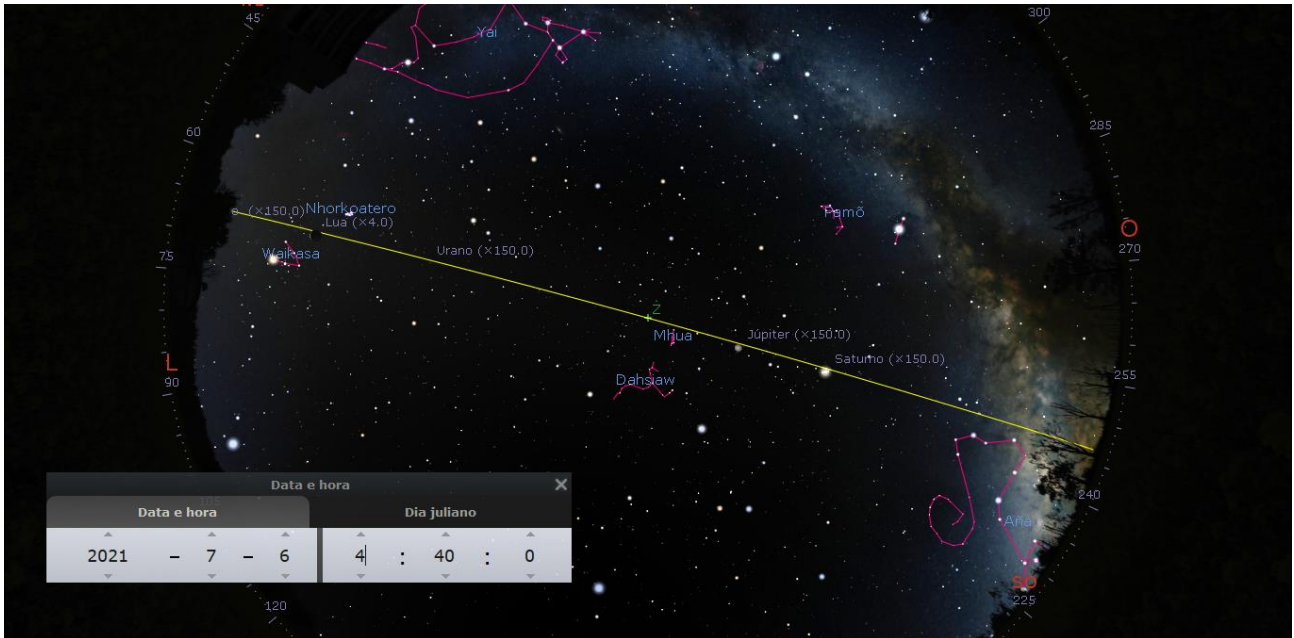 45
300
Yai
285
60
Nhorkoatero
(×150.0)
Lua (×4.0)
Pamõ
O
270
Waikasa
Urano (×150.0)
75
Z
Mhua
Júpiter (×150.0)
Saturno (×150.0)
L
90
Dahsiaw
255
Data e hora
105
240
Data e hora
Dia juliano
Aña
2021 – 7 – 6 4 : 40 : 0
SO
225
120